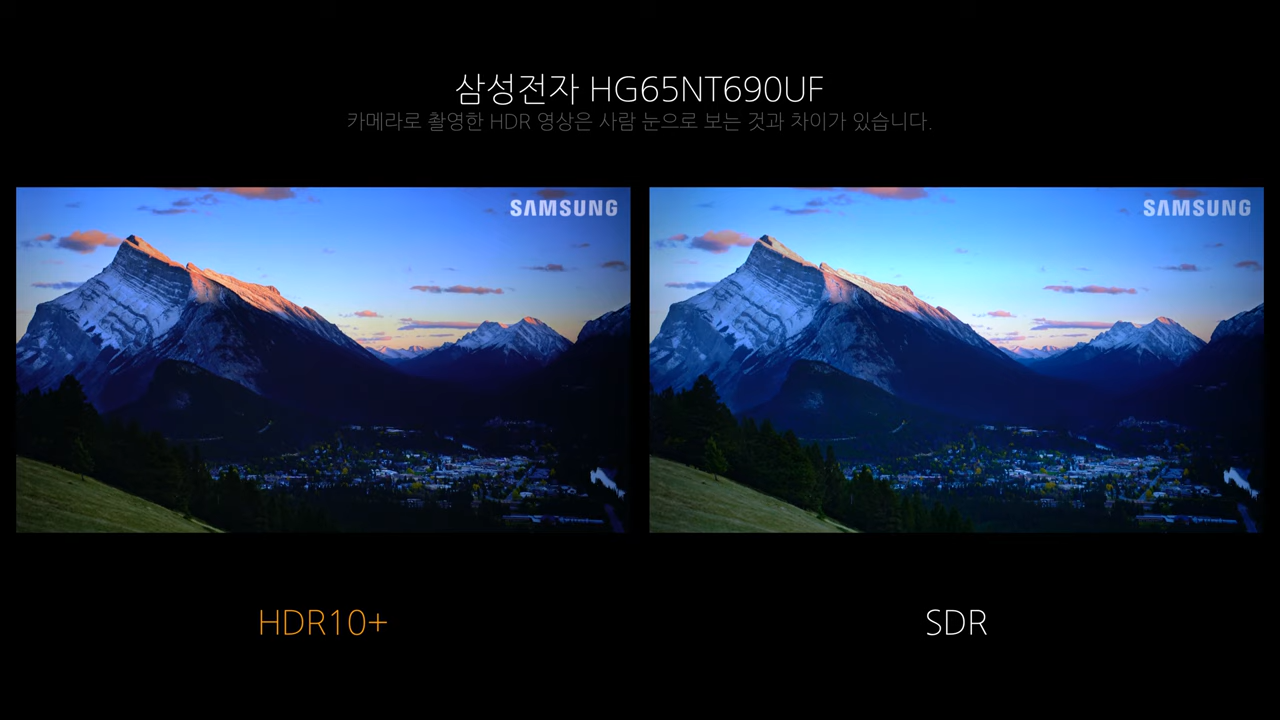 삼성전자 HG65NT690UF
카메라로 촬영한 HDR 영상은 사람 눈으로 보는 것과 차이가 있습니다.
SAMSUNG
SAMSUNG
HDR10+
SDR